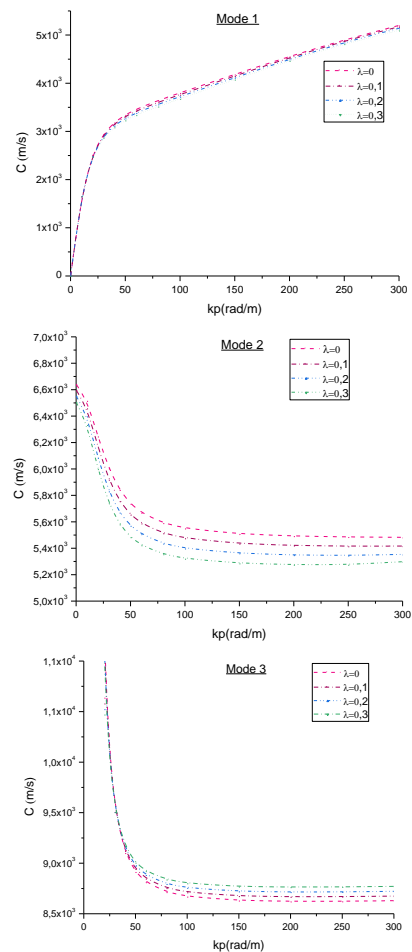 Mode 1
5x10³
4x10³
3x10³
2x10³
1x10³
0
C (m/s)
0 50 100 150 200 250 300
kp(rad/m)
λ=0
λ=0,1
λ=0,2
λ=0,3
Mode 2
7,0x10³
6,8x10³
6,6x10³
6,4x10³
6,2x10³
6,0x10³
5,8x10³
5,6x10³
5,4x10³
5,2x10³
5,0x10³
C (m/s)
0 50 100 150 200 250 300
kp(rad/m)
λ=0
λ=0,1
λ=0,2
λ=0,3
Mode 3
1,1x10⁴
1,1x10⁴
1,0x10⁴
9,5x10³
9,0x10³
8,5x10³
C (m/s)
0 50 100 150 200 250 300
kp(rad/m)
λ=0
λ=0,1
λ=0,2
λ=0,3